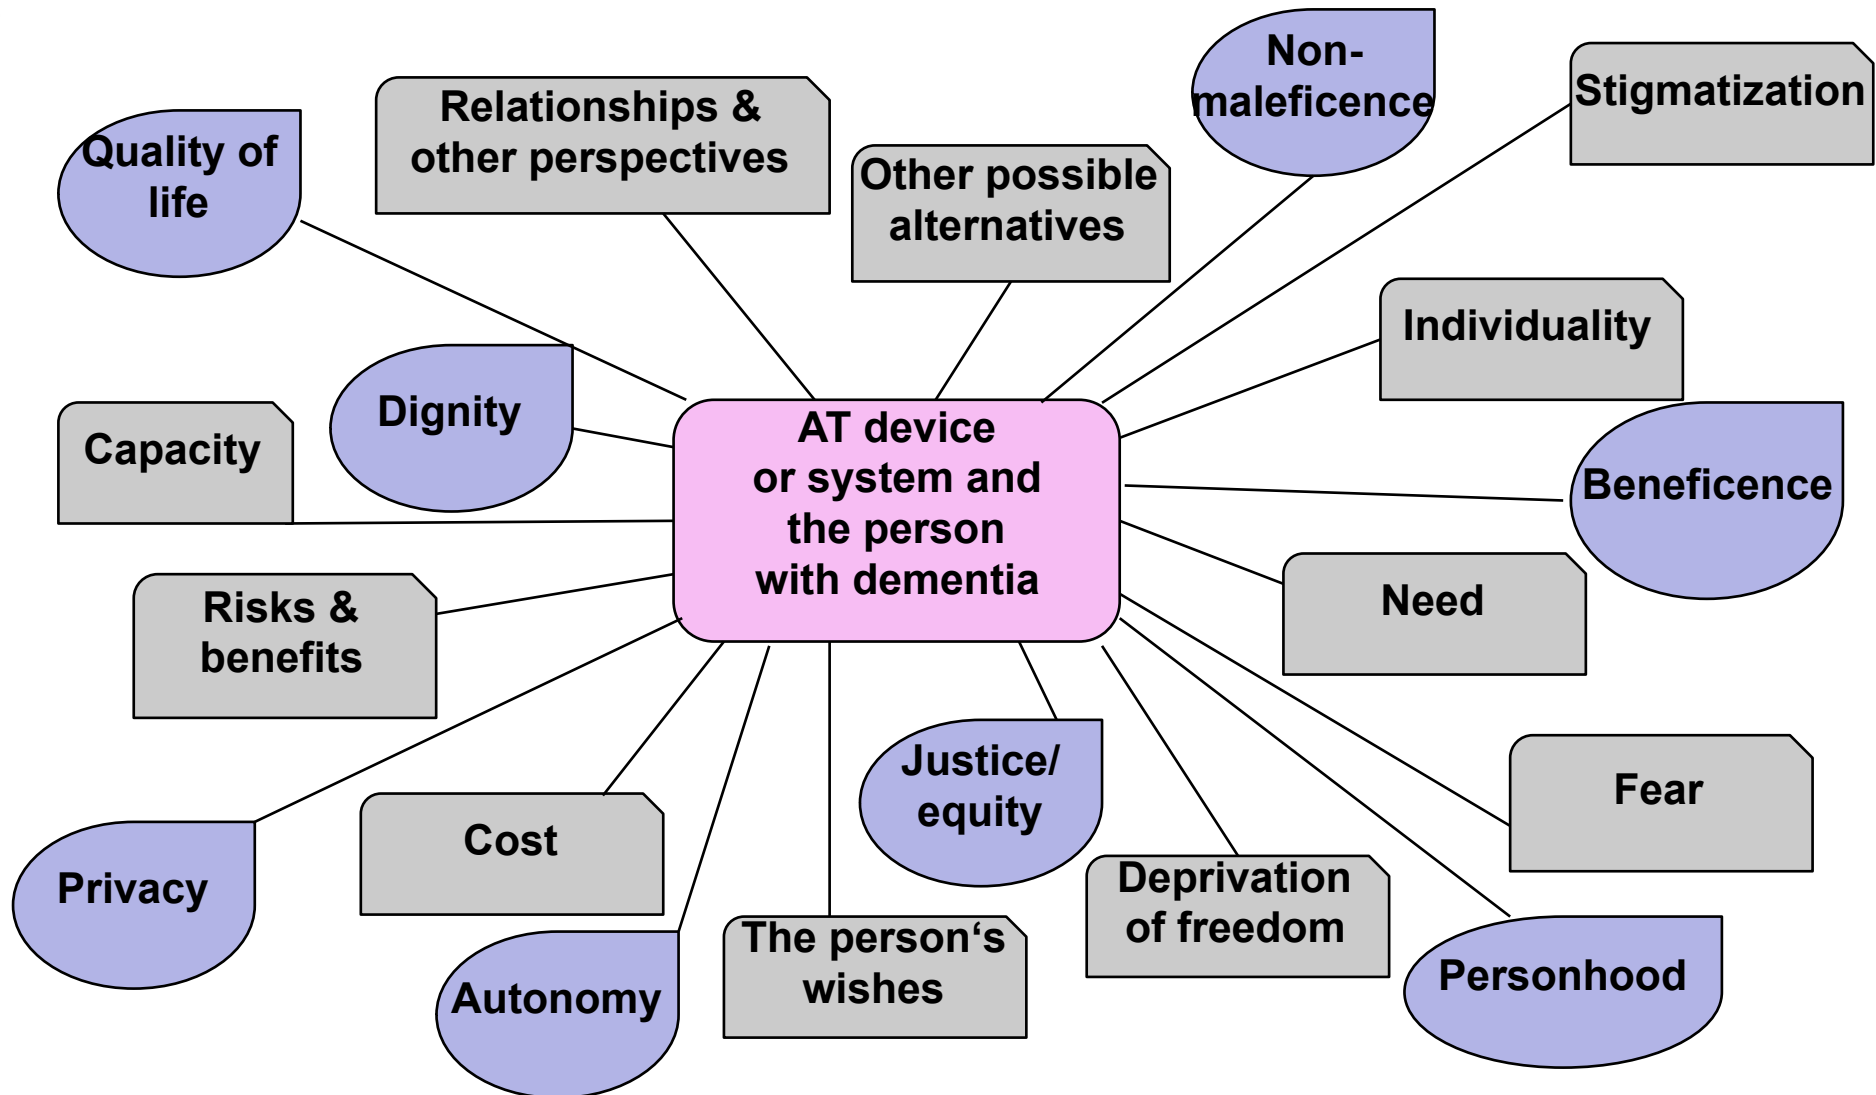 Non-
maleficence
Stigmatization
Relationships &
other perspectives
Quality of
life
Other possible
alternatives
Individuality
Dignity
Capacity
AT device
or system and
the person
with dementia
Beneficence
Need
Risks &
benefits
Justice/
equity
Fear
Cost
Privacy
Deprivation
of freedom
The person‘s
wishes
Personhood
Autonomy